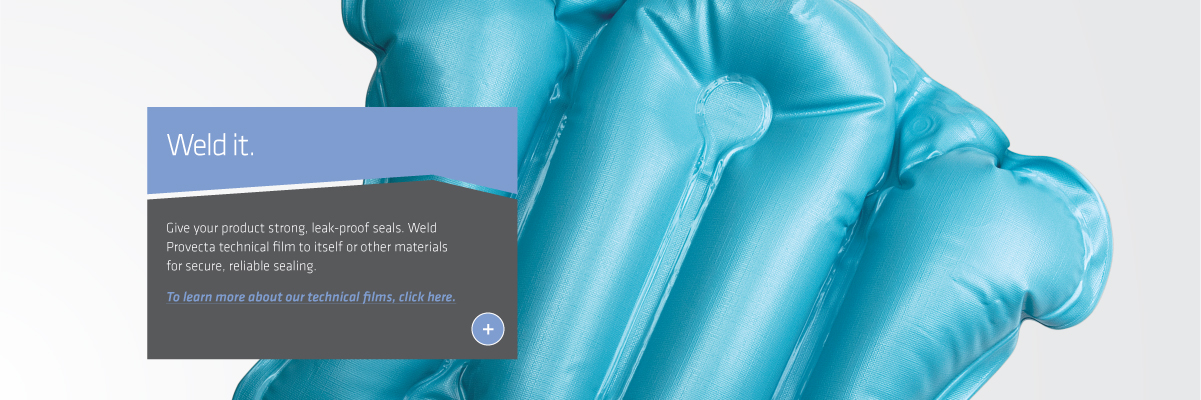 Weld it.
Give your product strong, leak-proof seals. Weld
Provecta technical film to itself or other materials
for secure, reliable sealing.
To learn more about our technical films, click here.
+